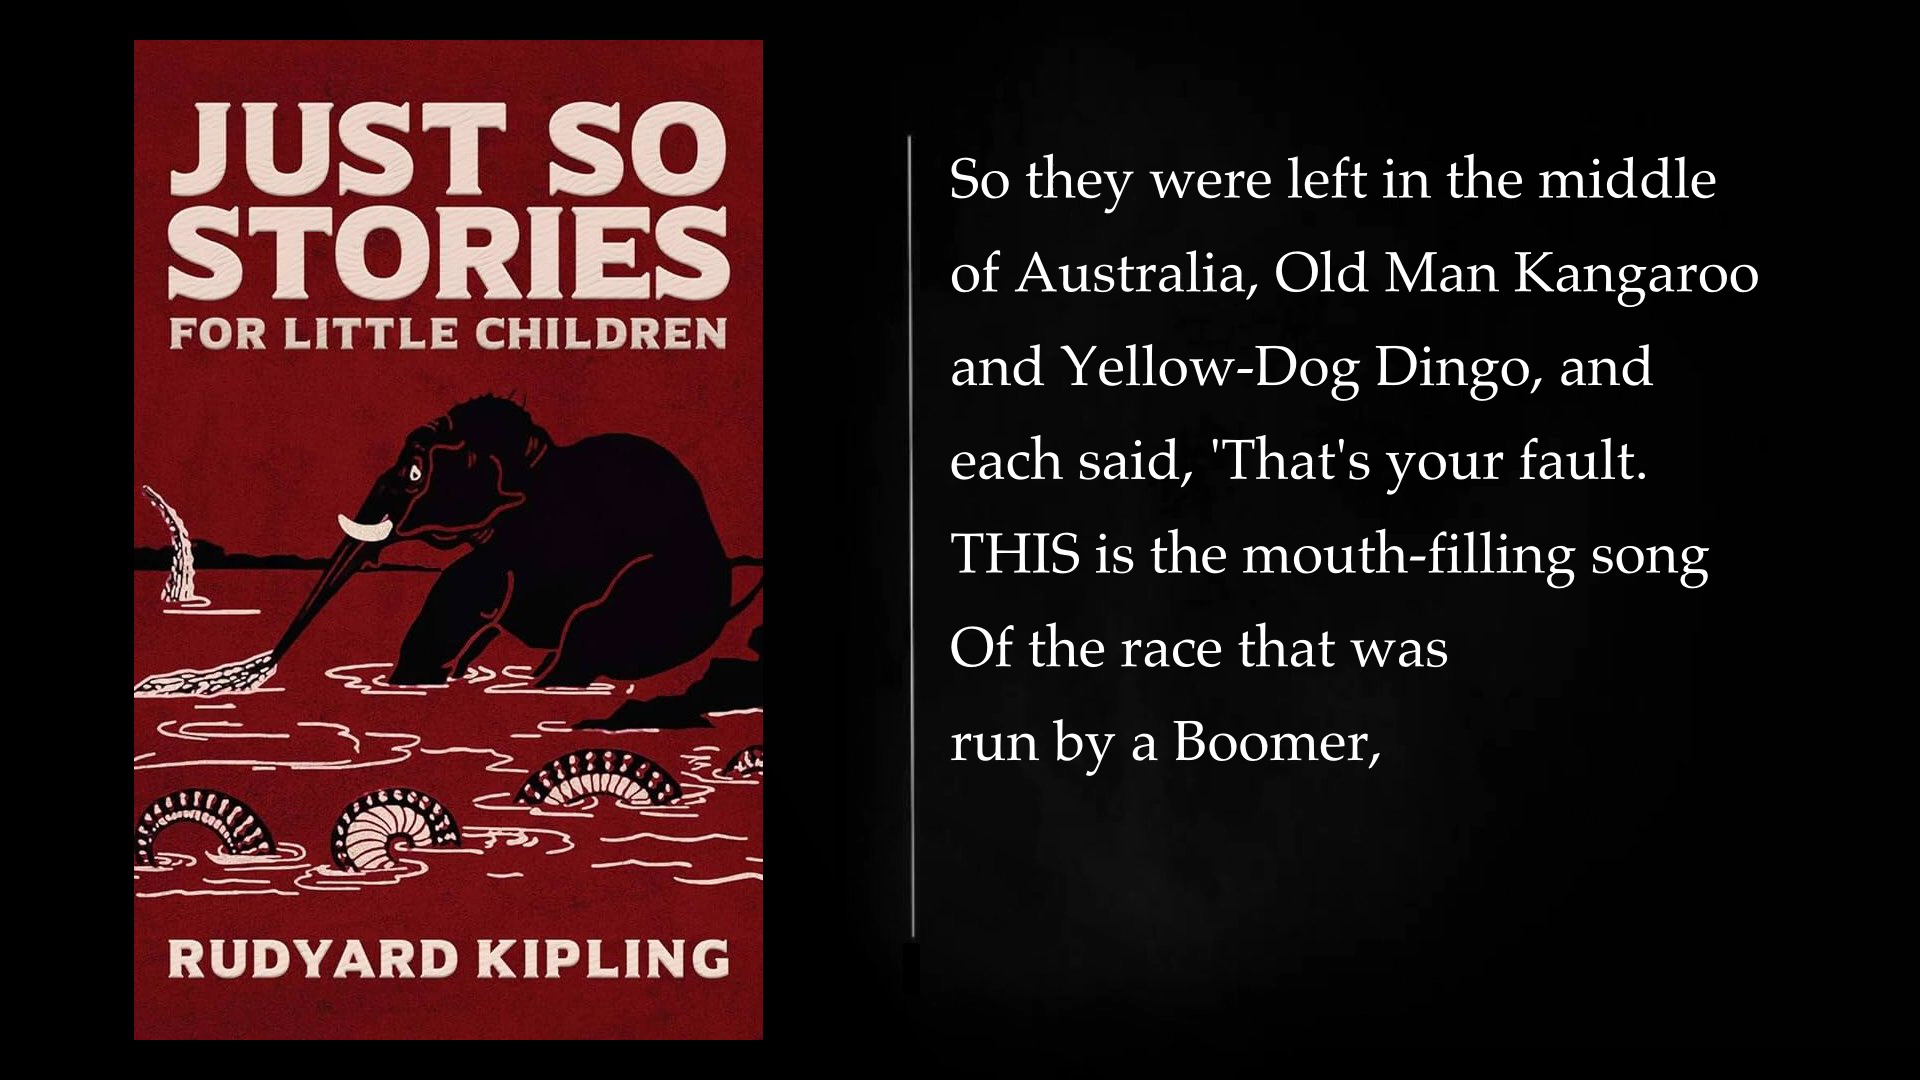 JUST SO
STORIES
FOR LITTLE CHILDREN
RUDYARD KIPLING
So they were left in the middle
of Australia, Old Man Kangaroo
and Yellow-Dog Dingo, and
each said, 'That's your fault.
THIS is the mouth-filling song
Of the race that was
run by a Boomer,